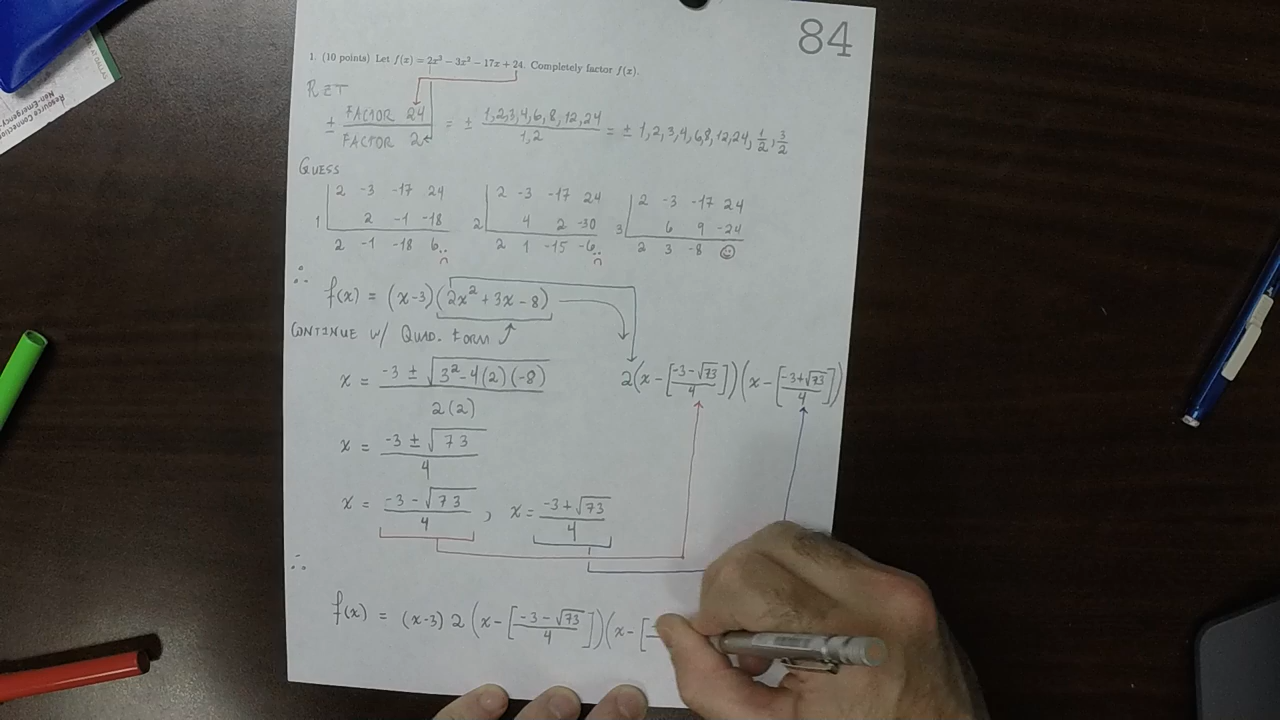 84
1. (10 points) Let f(x) = 2x³ − 3x² − 17x + 24. Completely factor f(x).
RZT
± FACTOR 24 / FACTOR 2 = ± 1,2,3,4,6,8,12,24 / 1,2 = ± 1,2,3,4,6,8,12,24, 1/2, 3/2
GUESS
2 -3 -17 24
1 2 -1 -18
2 -1 -18 6
2 -3 -17 24
2 4 2 -30
2 1 -15 -6
2 -3 -17 24
3 6 9 -24
2 3 -8 ☺
∴ f(x) = (x-3)(2x² + 3x - 8)
CONTINUE W/ QUAD. FORM
x = -3 ± √3² - 4(2)(-8) / 2(2)
2(x - [-3-√73 / 4])(x - [-3+√73 / 4])
x = -3 ± √73 / 4
x = -3 - √73 / 4 , x = -3 + √73 / 4
∴
f(x) = (x-3) 2 (x - [-3 - √73 / 4])(x - [-
Resource Connection
Non-Emergency